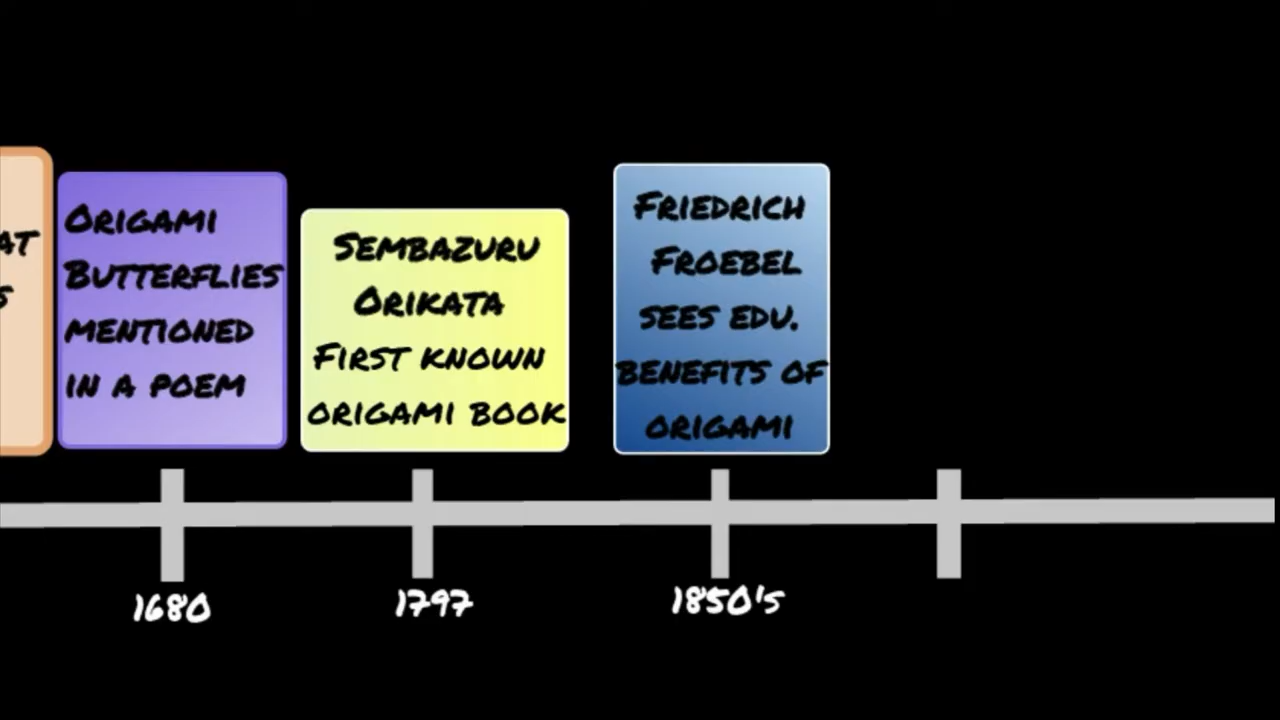 Origami
Butterflies
mentioned
in a poem
Sembazuru
Orikata
First known
origami book
Friedrich
Froebel
sees edu.
benefits of
origami
1680
1797
1850's